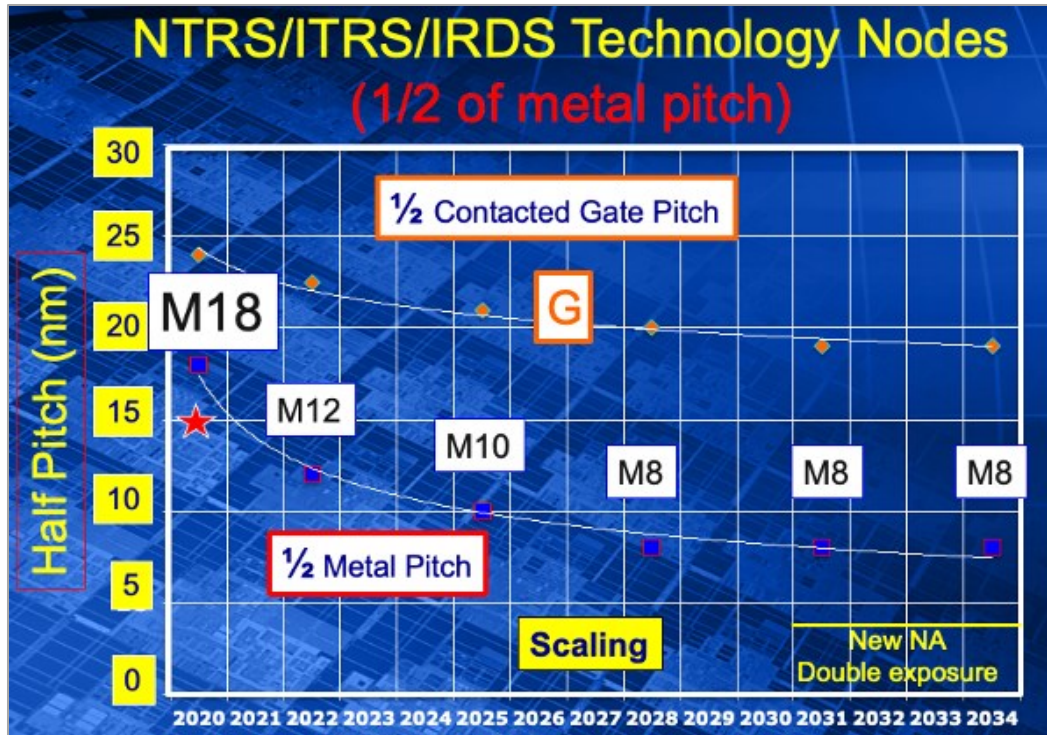 NTRS/ITRS/IRDS Technology Nodes
(1/2 of metal pitch)
Half Pitch (nm)
30
25
20
15
10
5
0
½ Contacted Gate Pitch
G
M18
M12
M10
M8
M8
M8
½ Metal Pitch
Scaling
New NA
Double exposure
2020 2021 2022 2023 2024 2025 2026 2027 2028 2029 2030 2031 2032 2033 2034